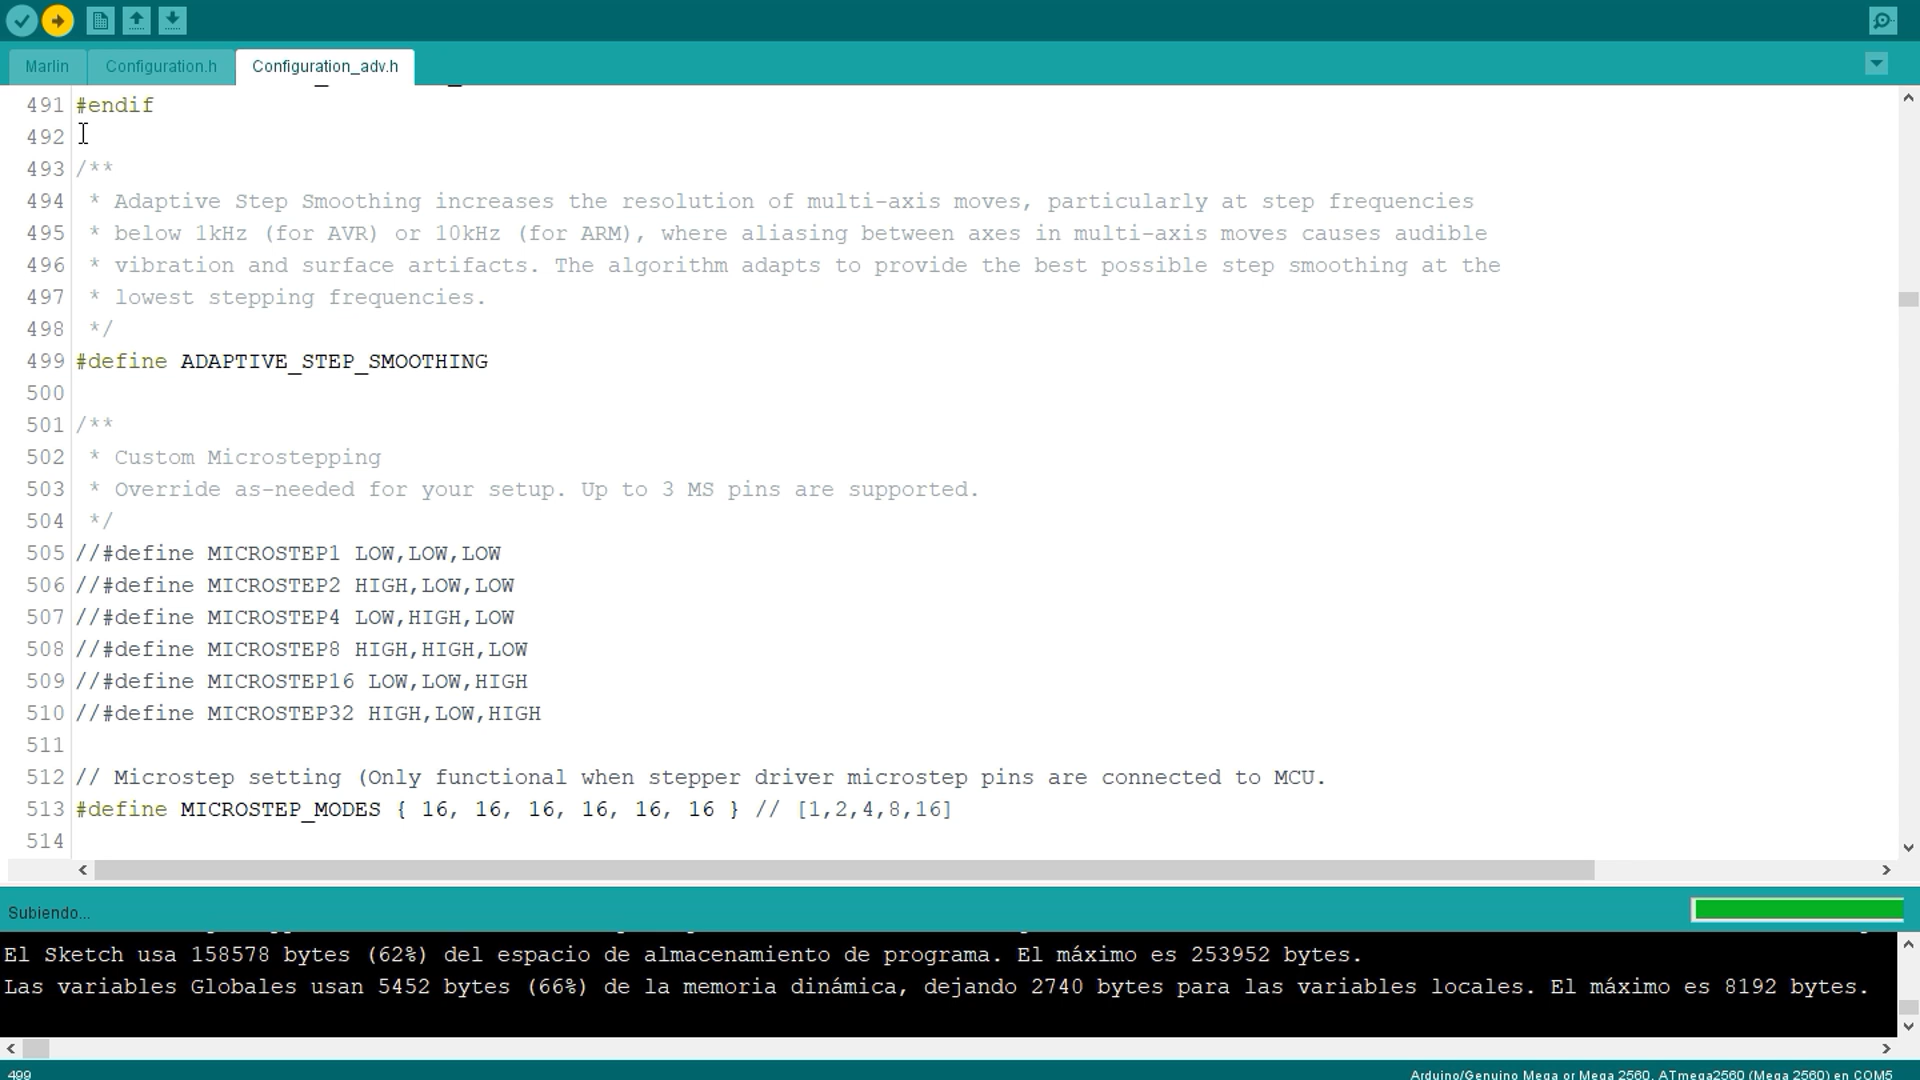 Marlin
Configuration.h
Configuration_adv.h
491 #endif
492
493 /**
494  * Adaptive Step Smoothing increases the resolution of multi-axis moves, particularly at step frequencies
495  * below 1kHz (for AVR) or 10kHz (for ARM), where aliasing between axes in multi-axis moves causes audible
496  * vibration and surface artifacts. The algorithm adapts to provide the best possible step smoothing at the
497  * lowest stepping frequencies.
498  */
499 #define ADAPTIVE_STEP_SMOOTHING
500
501 /**
502  * Custom Microstepping
503  * Override as-needed for your setup. Up to 3 MS pins are supported.
504  */
505 //#define MICROSTEP1 LOW,LOW,LOW
506 //#define MICROSTEP2 HIGH,LOW,LOW
507 //#define MICROSTEP4 LOW,HIGH,LOW
508 //#define MICROSTEP8 HIGH,HIGH,LOW
509 //#define MICROSTEP16 LOW,LOW,HIGH
510 //#define MICROSTEP32 HIGH,LOW,HIGH
511
512 // Microstep setting (Only functional when stepper driver microstep pins are connected to MCU.
513 #define MICROSTEP_MODES { 16, 16, 16, 16, 16, 16 } // [1,2,4,8,16]
514
Subiendo...
El Sketch usa 158578 bytes (62%) del espacio de almacenamiento de programa. El máximo es 253952 bytes.
Las variables Globales usan 5452 bytes (66%) de la memoria dinámica, dejando 2740 bytes para las variables locales. El máximo es 8192 bytes.
499
Arduino/Genuino Mega or Mega 2560, ATmega2560 (Mega 2560) en COM5